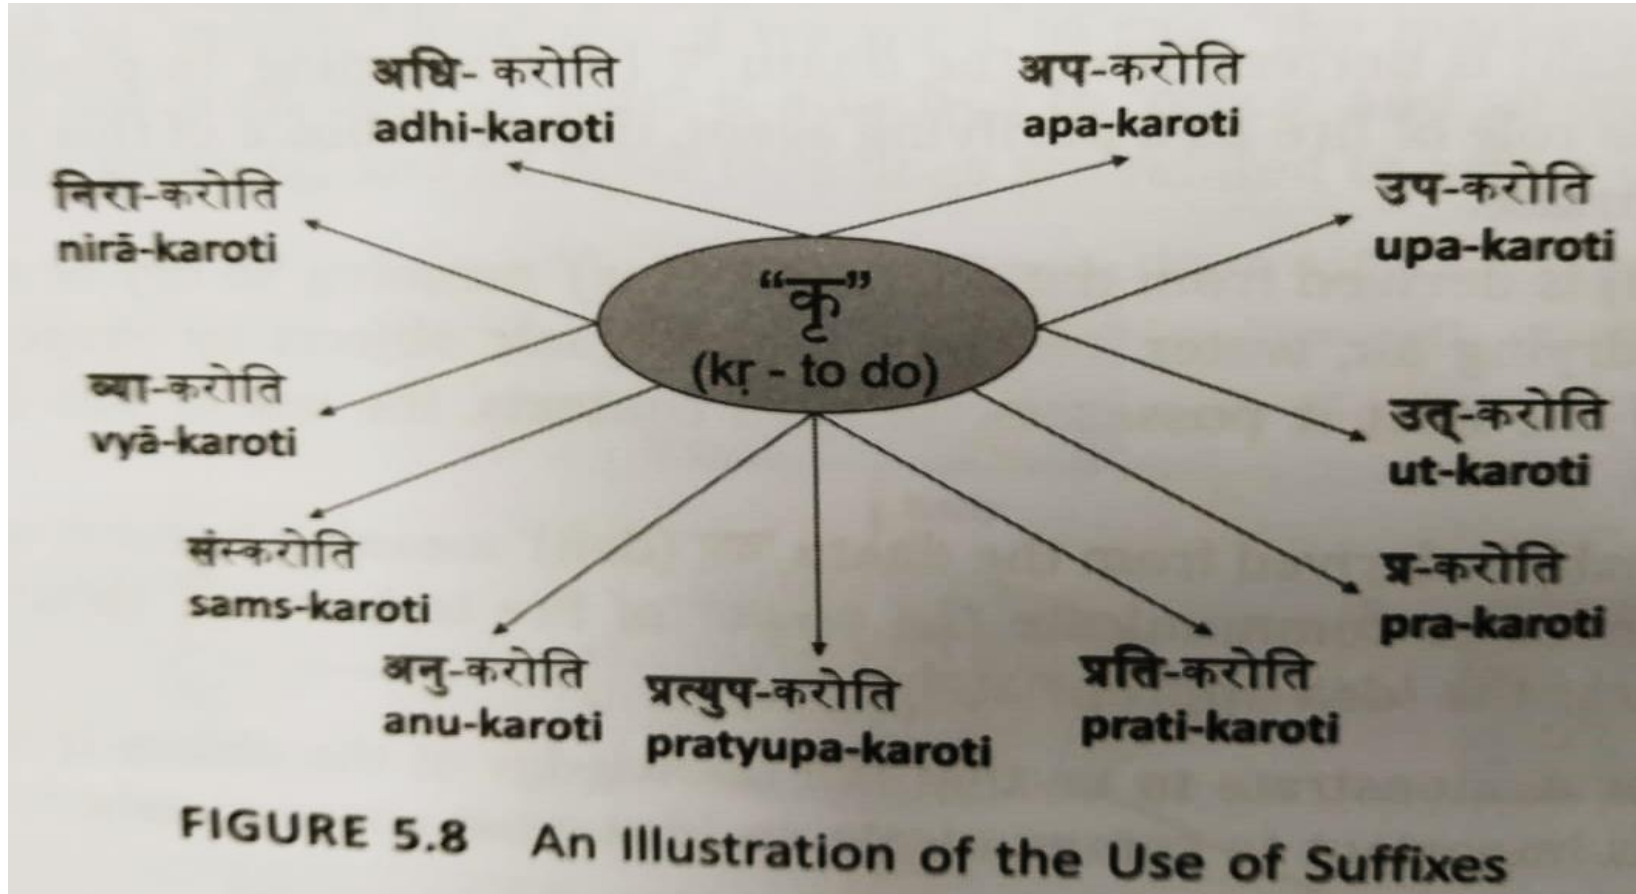 अधि- करोति
adhi-karoti
अप-करोति
apa-karoti
निरा-करोति
nirā-karoti
उप-करोति
upa-karoti
"कृ"
(kṛ - to do)
व्या-करोति
vyā-karoti
उत्-करोति
ut-karoti
संस्करोति
sams-karoti
प्र-करोति
pra-karoti
अनु-करोति
anu-karoti
प्रत्युप-करोति
pratyupa-karoti
प्रति-करोति
prati-karoti
FIGURE 5.8 An Illustration of the Use of Suffixes